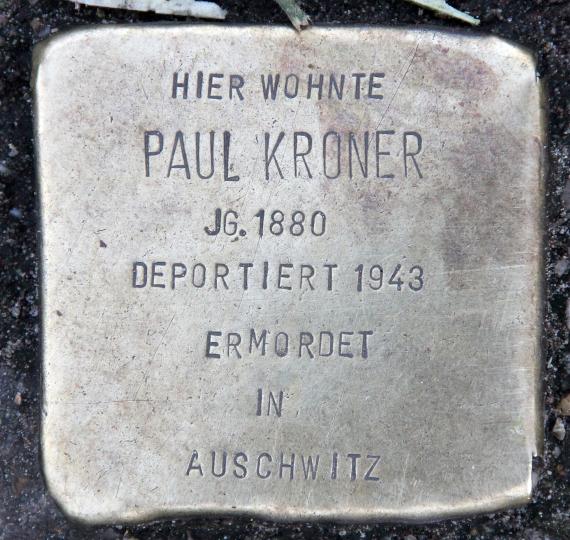 HIER WOHNTE
PAUL KRONER
JG. 1880
DEPORTIERT 1943
ERMORDET
IN
AUSCHWITZ